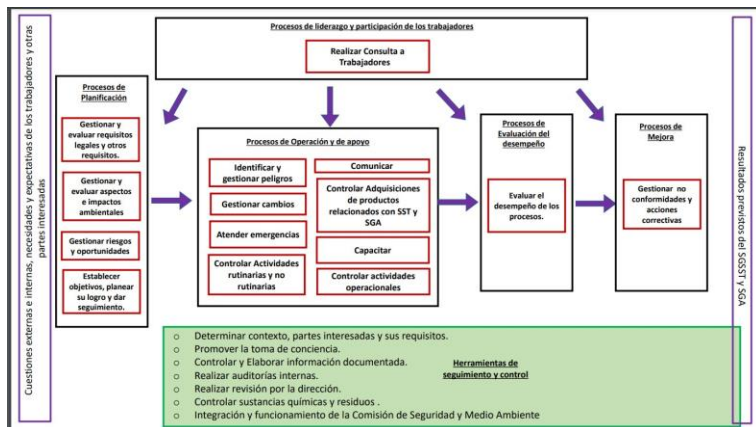 Cuestiones externas e internas, necesidades y expectativas de los trabajadores y otras
partes interesadas
Procesos de liderazgo y participación de los trabajadores
Realizar Consulta a
Trabajadores
Procesos de
Planificación
Gestionar y
evaluar requisitos
legales y otros
requisitos.
Gestionar y
evaluar aspectos
e impactos
ambientales
Gestionar riesgos
y oportunidades
Establecer
objetivos, planear
su logro y dar
seguimiento.
Procesos de Operación y de apoyo
Identificar y
gestionar peligros
Gestionar cambios
Atender emergencias
Controlar Actividades
rutinarias y no
rutinarias
Comunicar
Controlar Adquisiciones
de productos
relacionados con SST y
SGA
Capacitar
Controlar actividades
operacionales
Procesos de
Evaluación del
desempeño
Evaluar el
desempeño de los
procesos.
Procesos de
Mejora
Gestionar no
conformidades y
acciones
correctivas
Resultados previstos del SGSST y SGA
o Determinar contexto, partes interesadas y sus requisitos.
o Promover la toma de conciencia.
o Controlar y Elaborar información documentada.
o Realizar auditorías internas.
o Realizar revisión por la dirección.
o Controlar sustancias químicas y residuos .
o Integración y funcionamiento de la Comisión de Seguridad y Medio Ambiente
Herramientas de
seguimiento y control